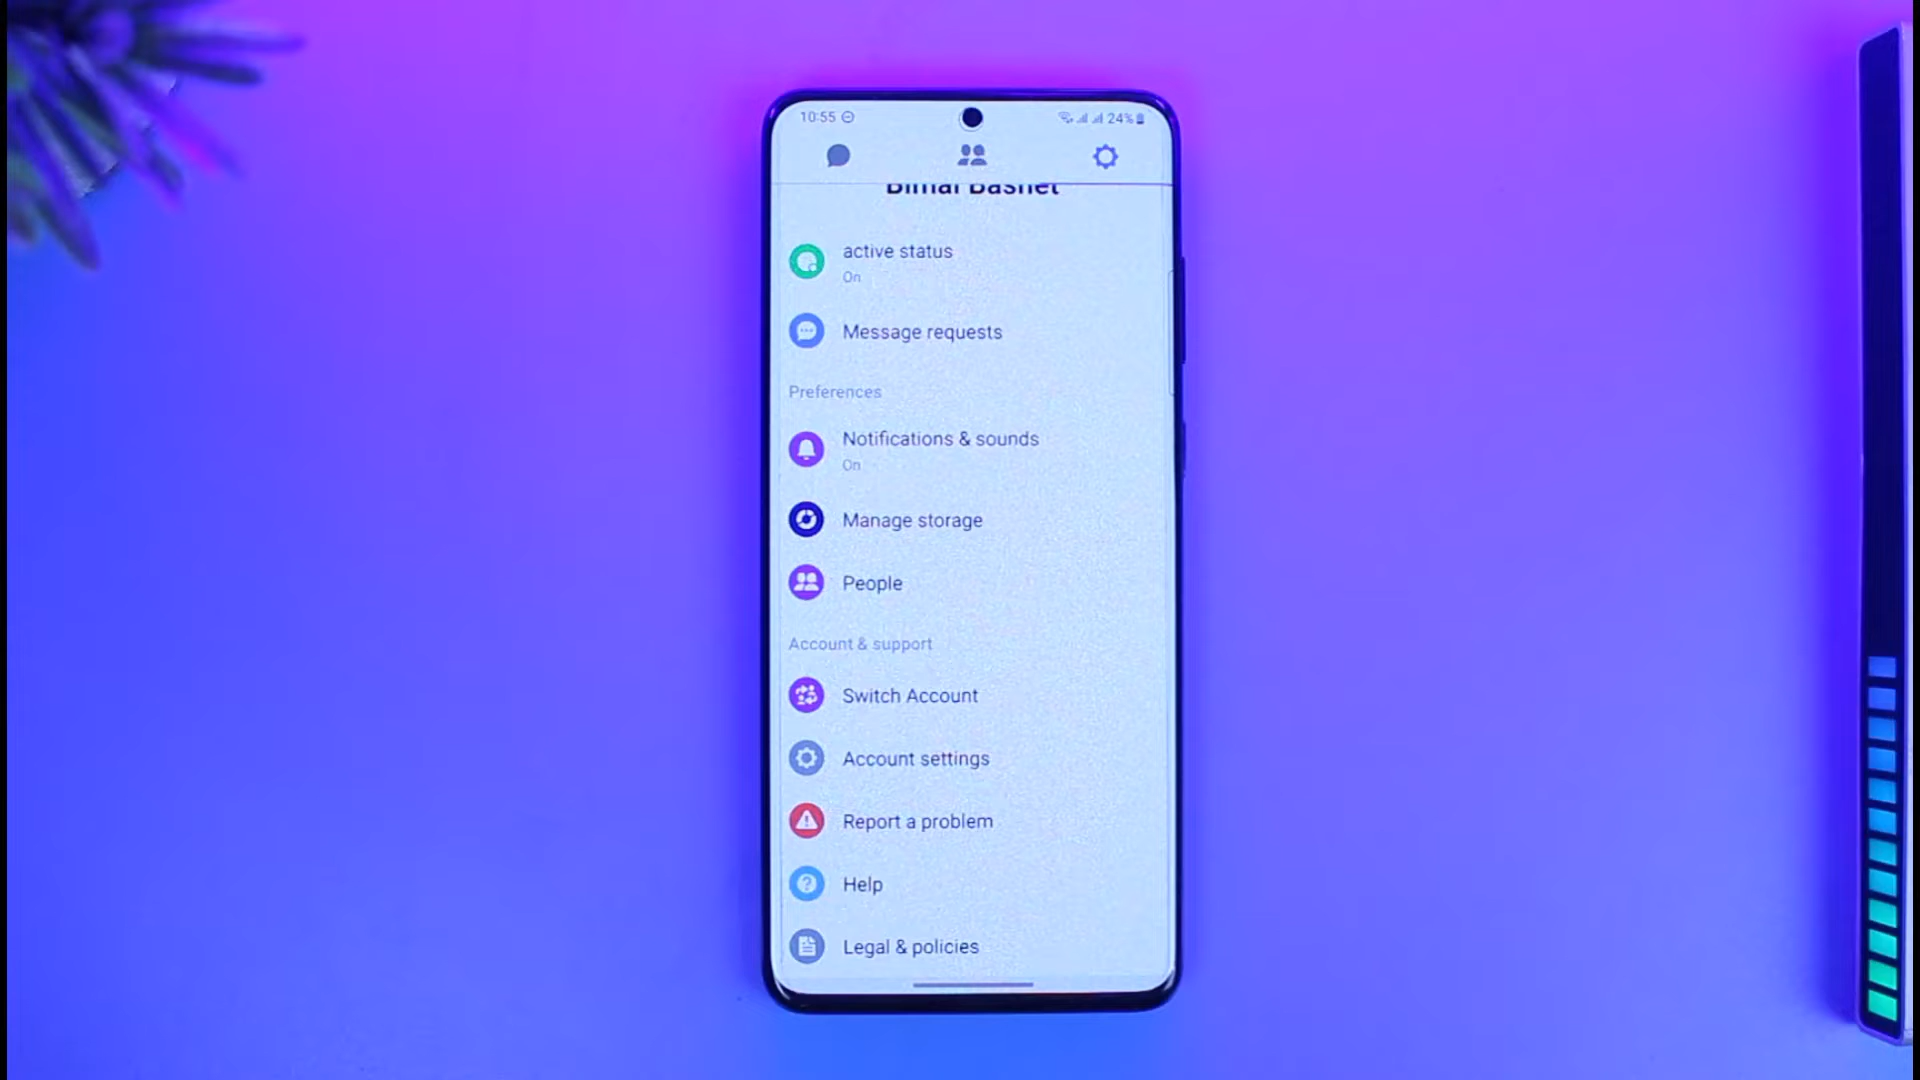 10:55
24%
Bimal Basnet
active status
On
Message requests
Preferences
Notifications & sounds
On
Manage storage
People
Account & support
Switch Account
Account settings
Report a problem
Help
Legal & policies